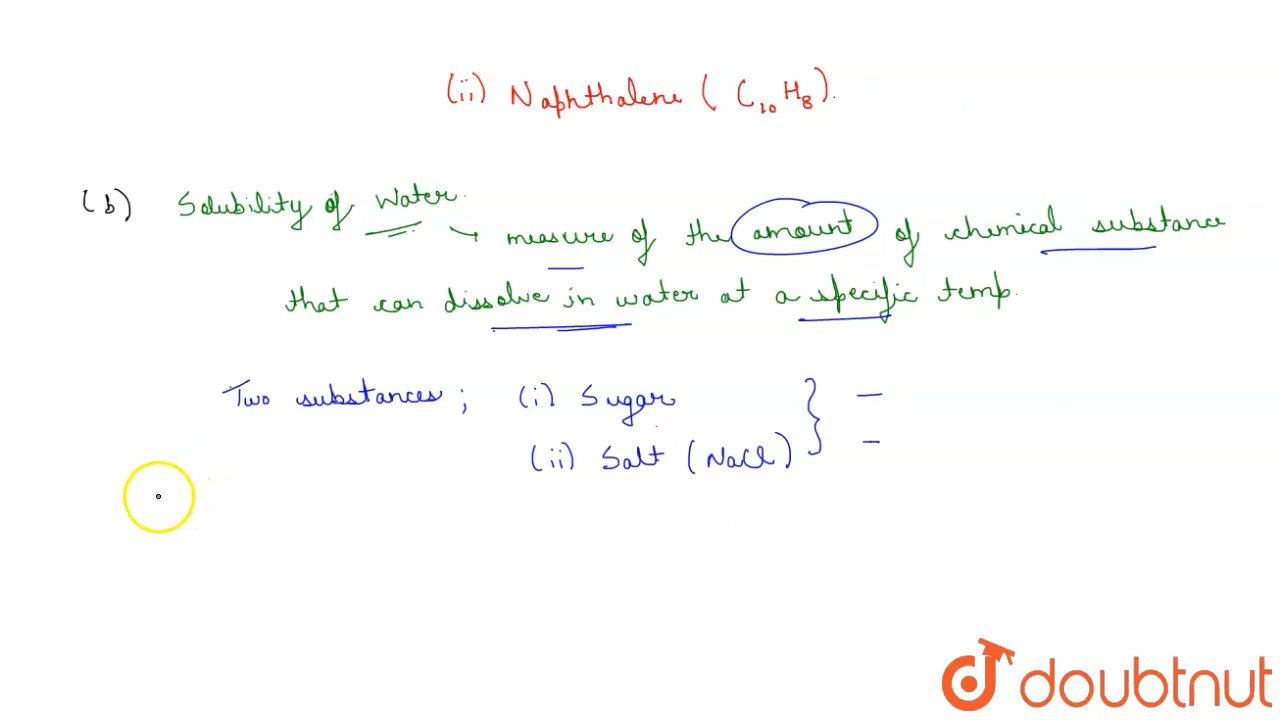 (ii) Naphthalene ( C₁₀H₈).
(b) Solubility of Water.
→ measure of the amount of chemical substance
that can dissolve in water at a specific temp.
Two substances ; (i) Sugar
(ii) Salt (NaCl)
doubtnut